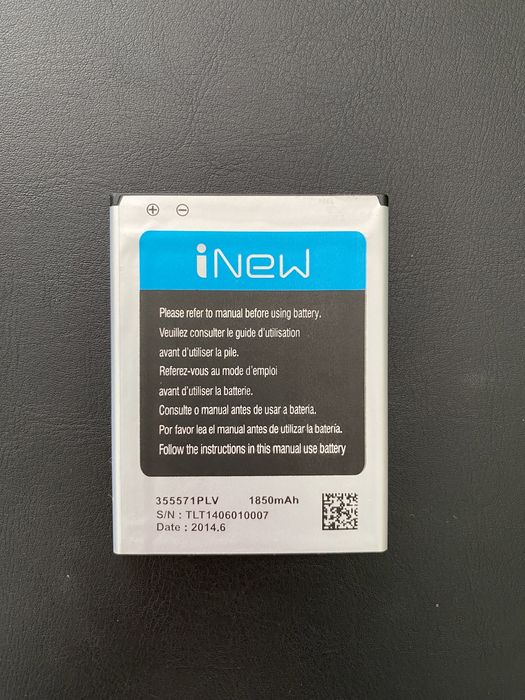 ⊕ ⊖
iNew
Please refer to manual before using battery.
Veuillez consulter le guide d'utilisation
avant d'utiliser la pile.
Referez-vous au mode d'emploi
avant d'utiliser la batterie.
Consulte o manual antes de usar a bateria.
Por favor lea el manual antes de utilizar la batería.
Follow the instructions in this manual use battery
355571PLV 1850mAh
S/N : TLT1406010007
Date : 2014.6